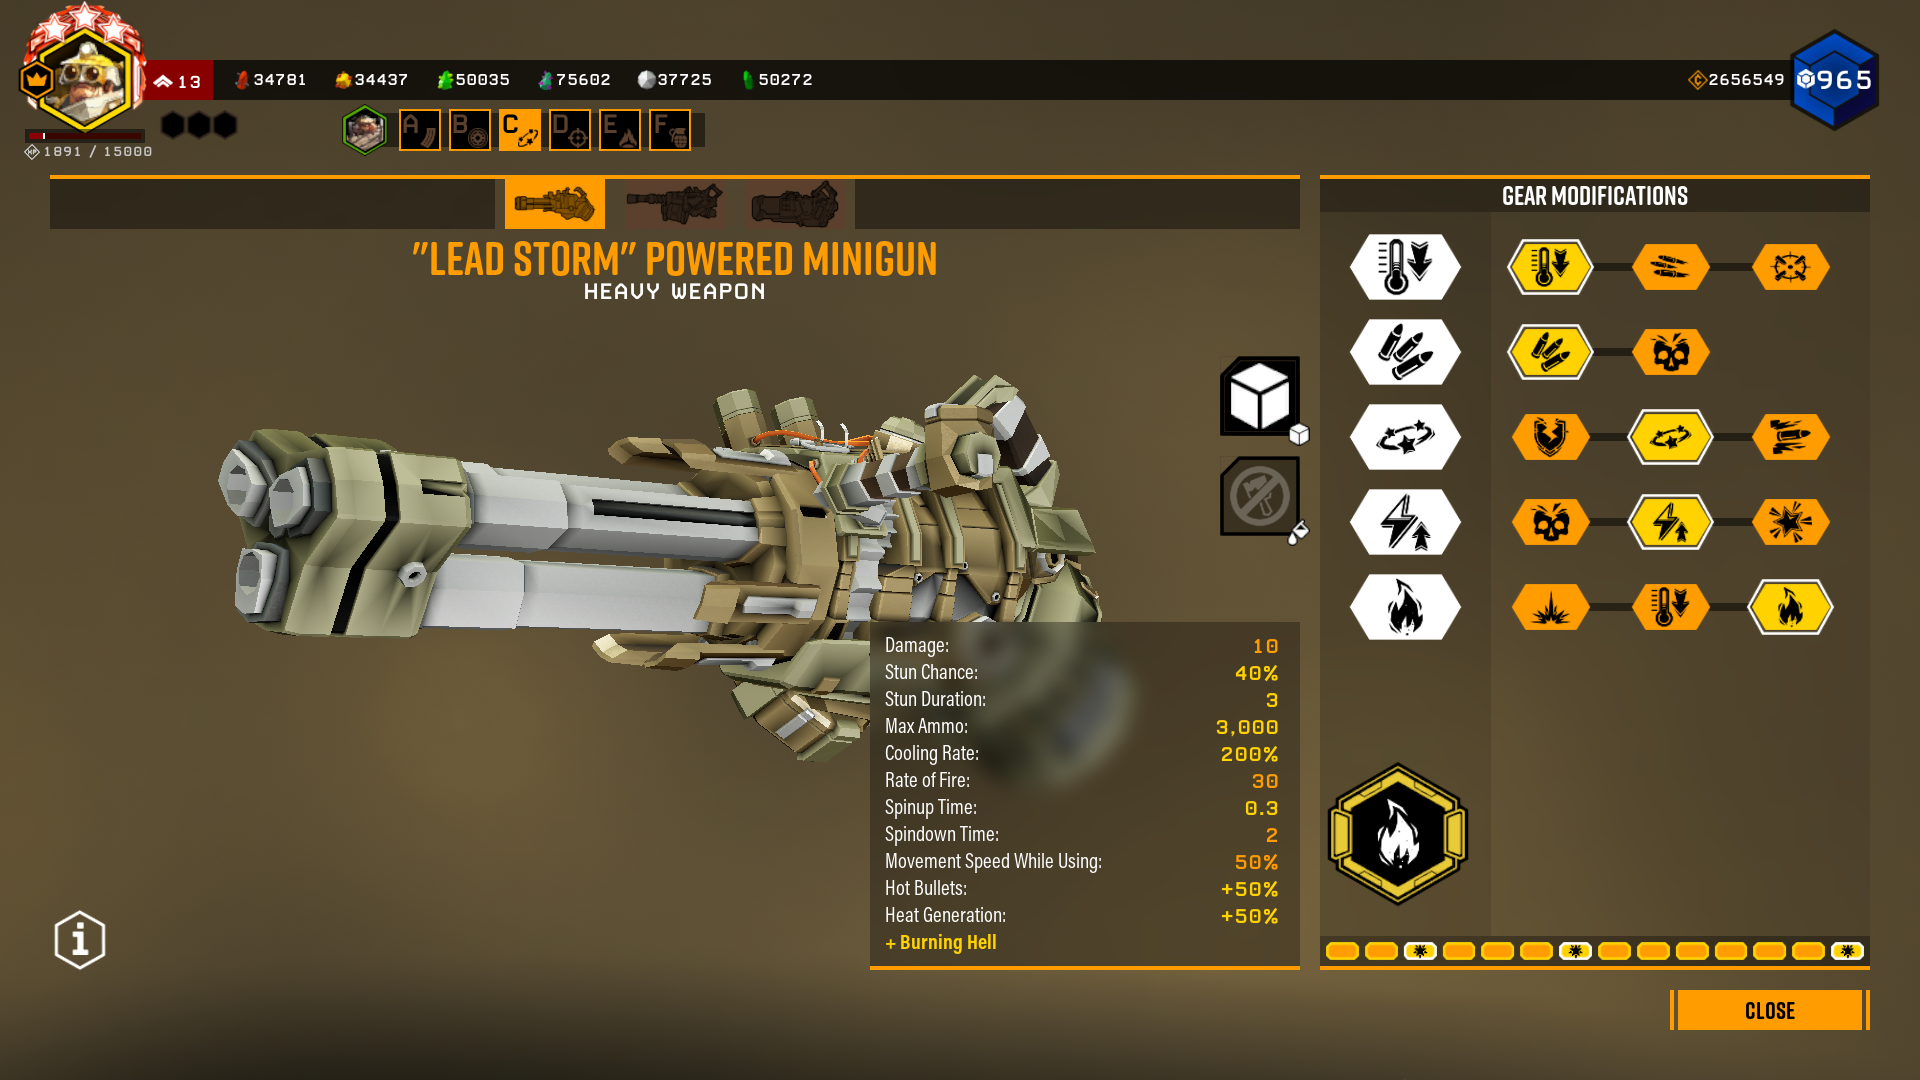 13
34781
34437
50035
75602
37725
50272
2656549
965
1891 / 15000
A
B
C
D
E
F
GEAR MODIFICATIONS
"LEAD STORM" POWERED MINIGUN
HEAVY WEAPON
Damage: 10
Stun Chance: 40%
Stun Duration: 3
Max Ammo: 3,000
Cooling Rate: 200%
Rate of Fire: 30
Spinup Time: 0.3
Spindown Time: 2
Movement Speed While Using: 50%
Hot Bullets: +50%
Heat Generation: +50%
+ Burning Hell
CLOSE